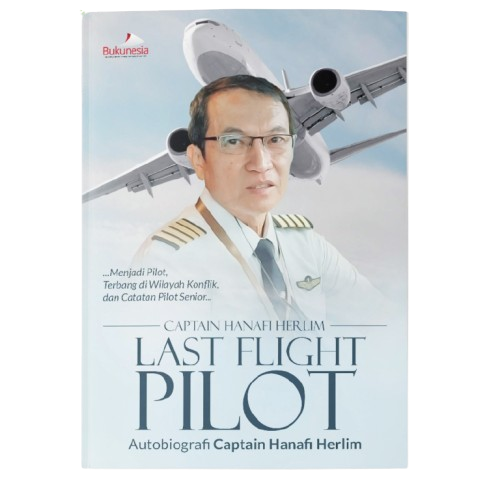 Bukunesia
...Menjadi Pilot,
Terbang di Wilayah Konflik,
dan Catatan Pilot Senior...
CAPTAIN HANAFI HERLIM
LAST FLIGHT
PILOT
Autobiografi Captain Hanafi Herlim